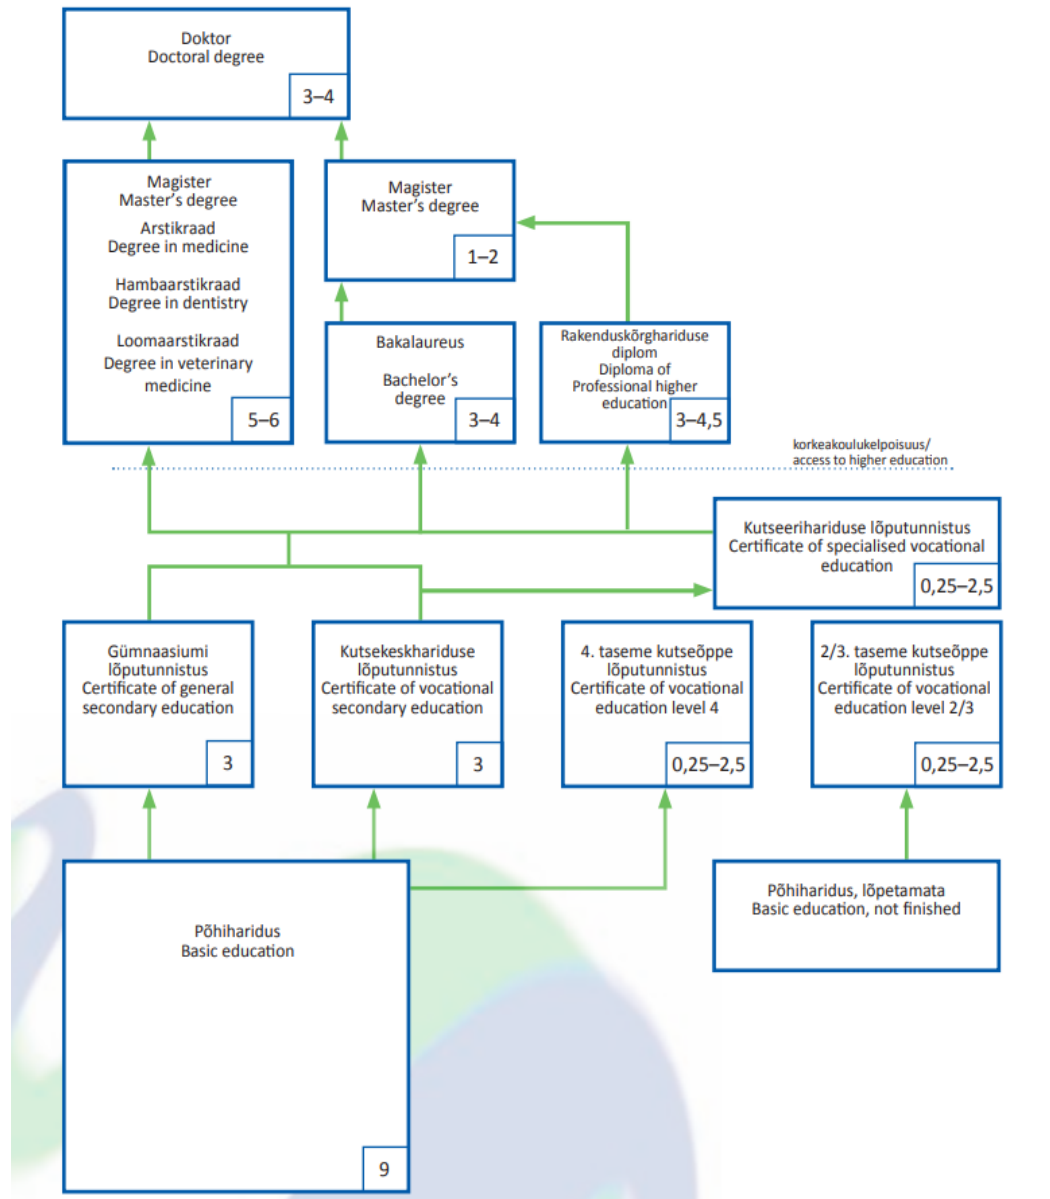 Doktor
Doctoral degree
3–4
Magister
Master's degree
Arstikraad
Degree in medicine
Hambaarstikraad
Degree in dentistry
Loomaarstikraad
Degree in veterinary
medicine
5–6
Magister
Master's degree
1–2
Bakalaureus
Bachelor's
degree
3–4
Rakenduskõrghariduse
diplom
Diploma of
Professional higher
education
3–4,5
korkeakoulukelpoisuus/
access to higher education
Kutseerihariduse lõputunnistus
Certificate of specialised vocational
education
0,25–2,5
Gümnaasiumi
lõputunnistus
Certificate of general
secondary education
3
Kutsekeskhariduse
lõputunnistus
Certificate of vocational
secondary education
3
4. taseme kutseõppe
lõputunnistus
Certificate of vocational
education level 4
0,25–2,5
2/3. taseme kutseõppe
lõputunnistus
Certificate of vocational
education level 2/3
0,25–2,5
Põhiharidus
Basic education
9
Põhiharidus, lõpetamata
Basic education, not finished